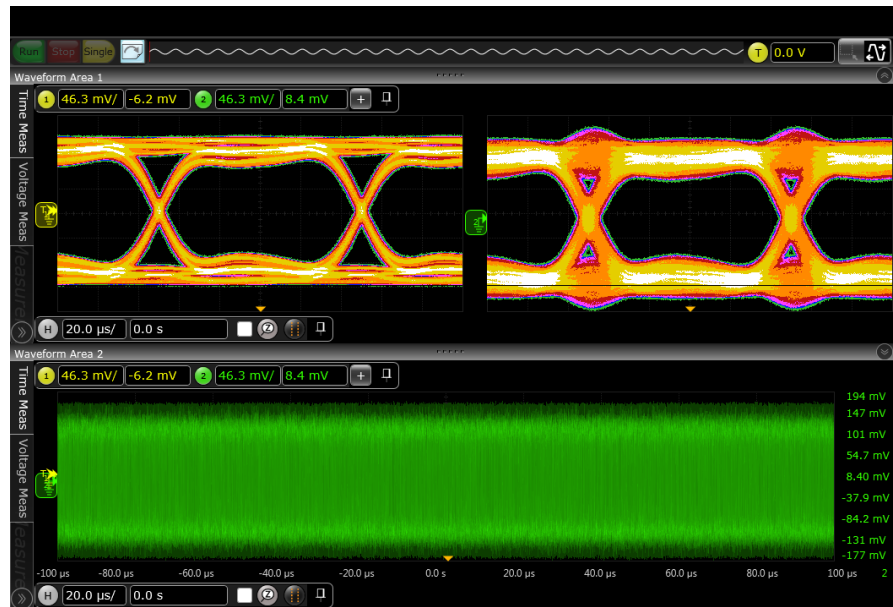 Run Stop Single T 0.0 V
Waveform Area 1
1 46.3 mV/ -6.2 mV 2 46.3 mV/ 8.4 mV +
Time Meas
Voltage Meas
Measure
H 20.0 µs/ 0.0 s Z
Waveform Area 2
1 46.3 mV/ -6.2 mV 2 46.3 mV/ 8.4 mV +
Time Meas
Voltage Meas
194 mV
147 mV
101 mV
54.7 mV
8.40 mV
-37.9 mV
-84.2 mV
-131 mV
-177 mV
-100 µs -80.0 µs -60.0 µs -40.0 µs -20.0 µs 0.0 s 20.0 µs 40.0 µs 60.0 µs 80.0 µs 100 µs 2
H 20.0 µs/ 0.0 s Z